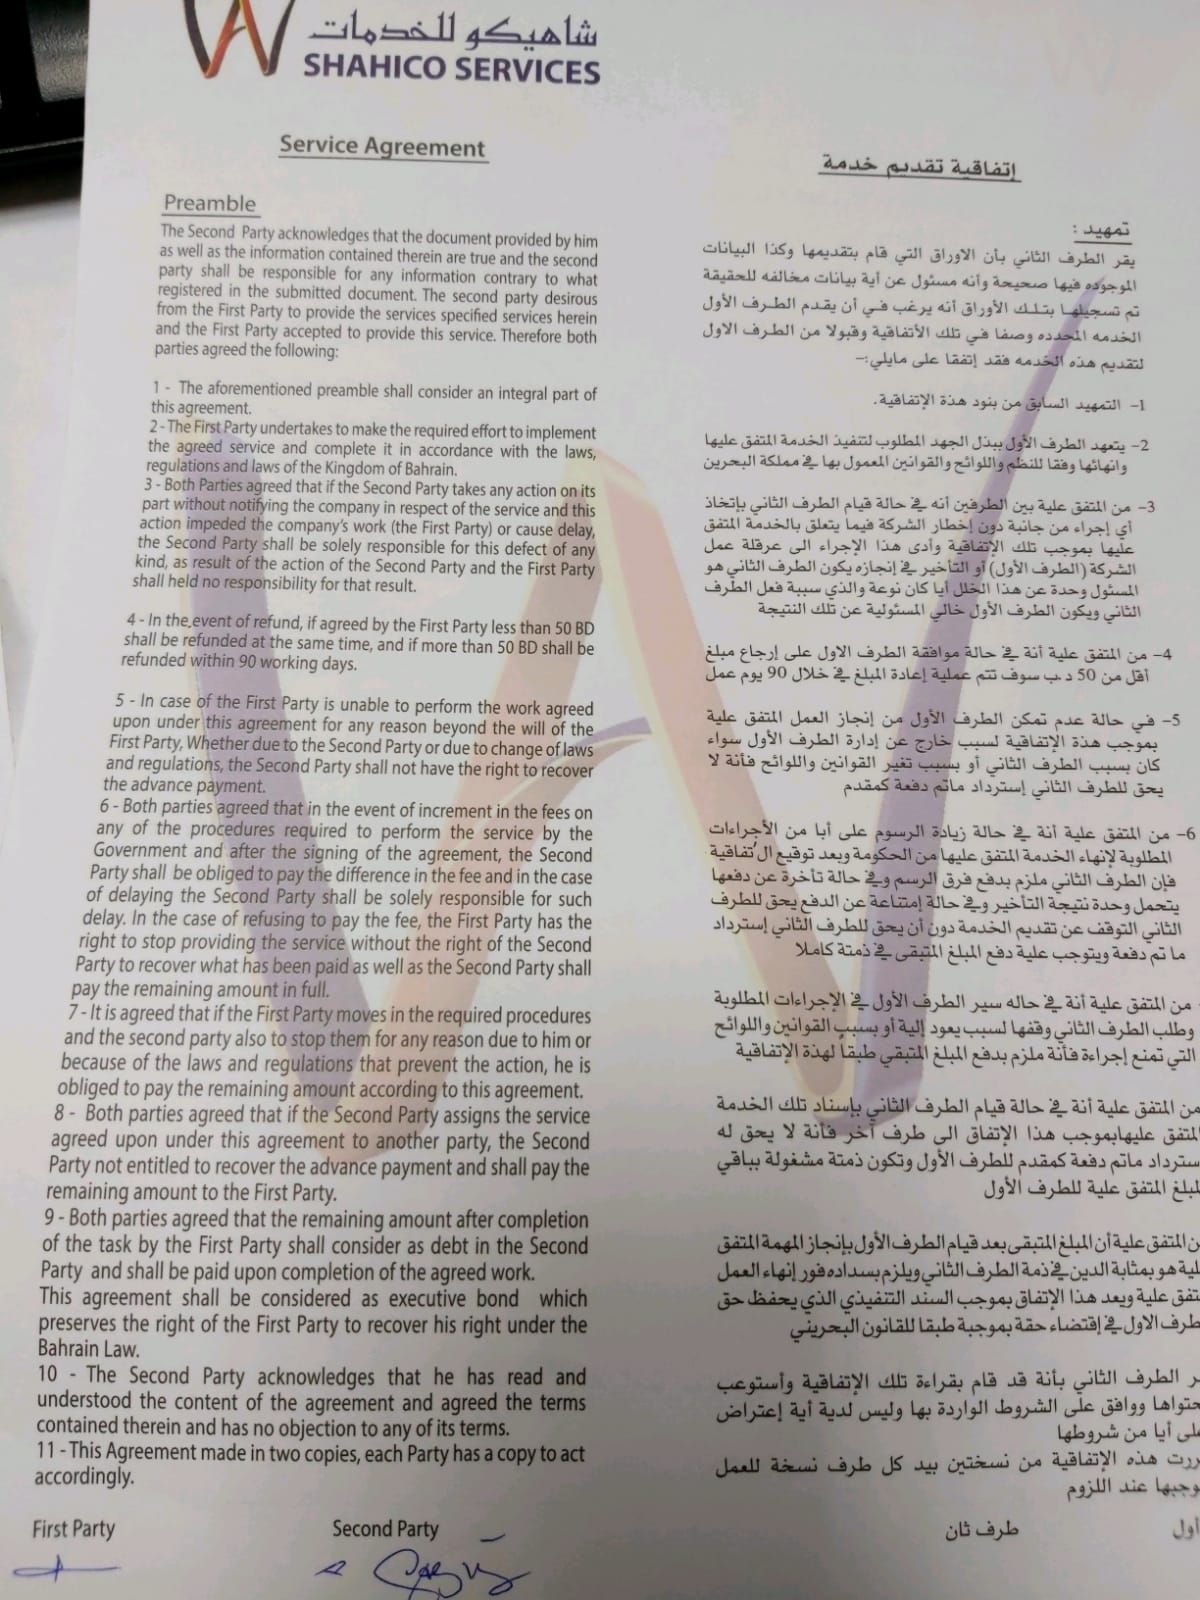 شاهيكو للخدمات
SHAHICO SERVICES
Service Agreement
Preamble
The Second Party acknowledges that the document provided by him
as well as the information contained therein are true and the second
party shall be responsible for any information contrary to what
registered in the submitted document. The second party desirous
from the First Party to provide the services specified services herein
and the First Party accepted to provide this service. Therefore both
parties agreed the following:
1 - The aforementioned preamble shall consider an integral part of
this agreement.
2 - The First Party undertakes to make the required effort to implement
the agreed service and complete it in accordance with the laws,
regulations and laws of the Kingdom of Bahrain.
3 - Both Parties agreed that if the Second Party takes any action on its
part without notifying the company in respect of the service and this
action impeded the company's work (the First Party) or cause delay,
the Second Party shall be solely responsible for this defect of any
kind, as result of the action of the Second Party and the First Party
shall held no responsibility for that result.
4 - In the event of refund, if agreed by the First Party less than 50 BD
shall be refunded at the same time, and if more than 50 BD shall be
refunded within 90 working days.
5 - In case of the First Party is unable to perform the work agreed
upon under this agreement for any reason beyond the will of the
First Party, Whether due to the Second Party or due to change of laws
and regulations, the Second Party shall not have the right to recover
the advance payment.
6 - Both parties agreed that in the event of increment in the fees on
any of the procedures required to perform the service by the
Government and after the signing of the agreement, the Second
Party shall be obliged to pay the difference in the fee and in the case
of delaying the Second Party shall be solely responsible for such
delay. In the case of refusing to pay the fee, the First Party has the
right to stop providing the service without the right of the Second
Party to recover what has been paid as well as the Second Party shall
pay the remaining amount in full.
7 - It is agreed that if the First Party moves in the required procedures
and the second party also to stop them for any reason due to him or
because of the laws and regulations that prevent the action, he is
obliged to pay the remaining amount according to this agreement.
8 - Both parties agreed that if the Second Party assigns the service
agreed upon under this agreement to another party, the Second
Party not entitled to recover the advance payment and shall pay the
remaining amount to the First Party.
9 - Both parties agreed that the remaining amount after completion
of the task by the First Party shall consider as debt in the Second
Party and shall be paid upon completion of the agreed work.
This agreement shall be considered as executive bond which
preserves the right of the First Party to recover his right under the
Bahrain Law.
10 - The Second Party acknowledges that he has read and
understood the content of the agreement and agreed the terms
contained therein and has no objection to any of its terms.
11 - This Agreement made in two copies, each Party has a copy to act
accordingly.
First Party
Second Party
إتفاقية تقديم خدمة
تمهيد :
يقر الطرف الثاني بأن الاوراق التي قام بتقديمها وكذا البيانات
الموجوده فيها صحيحة وأنه مسئول عن أية بيانات مخالفه للحقيقة
تم تسجيلها بتلك الأوراق أنه يرغب في أن يقدم الطرف الأول
الخدمه المحدده وصفا في تلك الأتفاقية وقبولا من الطرف الاول
لتقديم هذه الخدمه فقد إتفقا على مايلي:-
1- التمهيد السابق من بنود هذة الإتفاقية.
2- يتعهد الطرف الأول ببذل الجهد المطلوب لتنفيذ الخدمة المتفق عليها
وانهائها وفقا للنظم واللوائح والقوانين المعمول بها في مملكة البحرين
3- من المتفق علية بين الطرفين أنه في حالة قيام الطرف الثاني بإتخاذ
أي إجراء من جانبة دون إخطار الشركة فيما يتعلق بالخدمة المتفق
عليها بموجب تلك الإتفاقية وأدى هذا الإجراء الى عرقلة عمل
الشركة (الطرف الأول) أو التأخير في إنجازه يكون الطرف الثاني هو
المسئول وحدة عن هذا الخلل أيا كان نوعة والذي سببة فعل الطرف
الثاني ويكون الطرف الأول خالي المسئولية عن تلك النتيجة
4- من المتفق علية أنة في حالة موافقة الطرف الاول على إرجاع مبلغ
أقل من 50 د.ب سوف تتم عملية إعادة المبلغ في خلال 90 يوم عمل
5- في حالة عدم تمكن الطرف الأول من إنجاز العمل المتفق علية
بموجب هذة الإتفاقية لسبب خارج عن إدارة الطرف الأول سواء
كان بسبب الطرف الثاني أو بسبب تغير القوانين واللوائح فأنة لا
يحق للطرف الثاني إسترداد ماتم دفعة كمقدم
6- من المتفق علية أنة في حالة زيادة الرسوم على أيا من الأجراءات
المطلوبة لإنهاء الخدمة المتفق عليها من الحكومة وبعد توقيع الإتفاقية
فإن الطرف الثاني ملزم بدفع فرق الرسم وفي حالة تأخرة عن دفعها
يتحمل وحدة نتيجة التأخير وفي حالة إمتناعة عن الدفع يحق للطرف
الثاني التوقف عن تقديم الخدمة دون أن يحق للطرف الثاني إسترداد
ما تم دفعة ويتوجب علية دفع المبلغ المتبقى في ذمتة كاملا
من المتفق علية أنة في حاله سير الطرف الأول في الإجراءات المطلوبة
وطلب الطرف الثاني وقفها لسبب يعود إلية أو بسبب القوانين واللوائح
التي تمنع إجراءة فأنة ملزم بدفع المبلغ المتبقي طبقا لهذة الإتفاقية
من المتفق علية أنة في حالة قيام الطرف الثاني بإسناد تلك الخدمة
المتفق عليها بموجب هذا الإتفاق الى طرف آخر فأنة لا يحق له
سترداد ماتم دفعة كمقدم للطرف الأول وتكون ذمتة مشغولة بباقي
لمبلغ المتفق علية للطرف الأول
ن المتفق علية أن المبلغ المتبقى بعد قيام الطرف الأول بإنجاز المهمة المتفق
لية هو بمثابة الدين في ذمة الطرف الثاني ويلزم بسداده فور إنهاء العمل
تفق علية ويعد هذا الإتفاق بموجب السند التنفيذي الذي يحفظ حق
طرف الاول في إقتضاء حقة بموجبة طبقا للقانون البحريني
ر الطرف الثاني بأنة قد قام بقراءة تلك الإتفاقية وأستوعب
حتواها ووافق على الشروط الواردة بها وليس لدية أية إعتراض
لى أيا من شروطها
ررت هذه الإتفاقية من نسختين بيد كل طرف نسخة للعمل
وجبها عند اللزوم
أول
طرف ثان